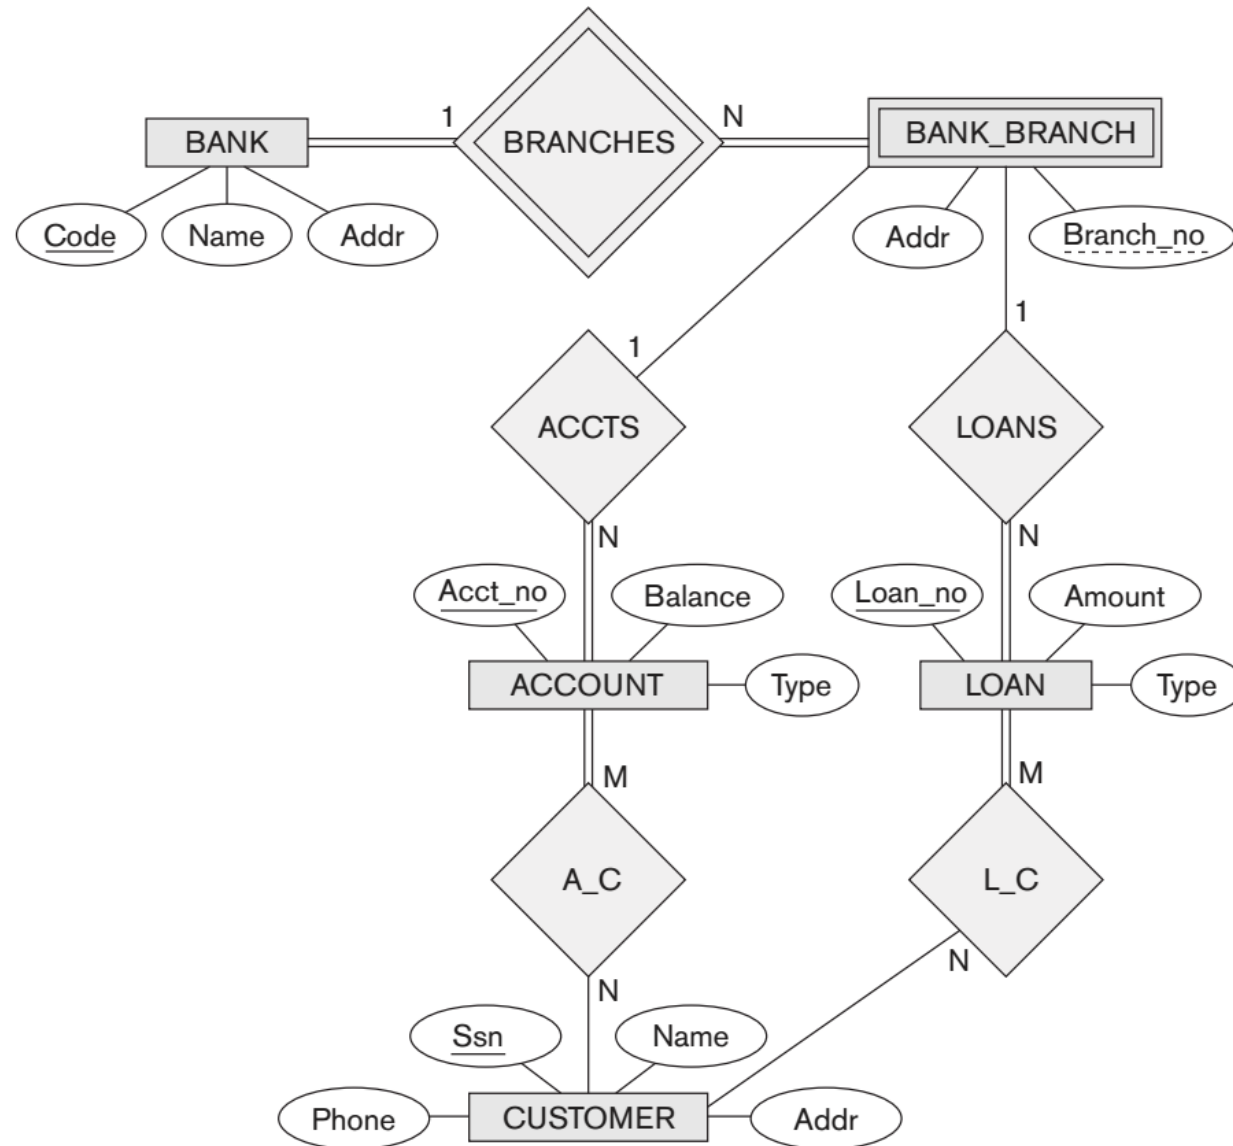 1
N
BANK
BRANCHES
BANK_BRANCH
Code
Name
Addr
Addr
Branch_no
1
1
ACCTS
LOANS
N
N
Acct_no
Balance
Loan_no
Amount
ACCOUNT
Type
LOAN
Type
M
M
A_C
L_C
N
N
Ssn
Name
Phone
CUSTOMER
Addr